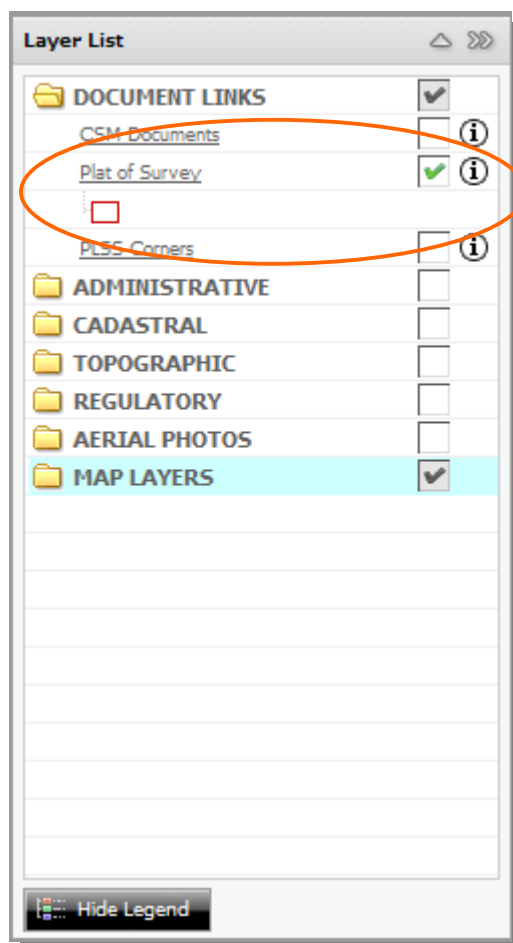 Layer List
DOCUMENT LINKS
CSM Documents
Plat of Survey
PLSS Corners
ADMINISTRATIVE
CADASTRAL
TOPOGRAPHIC
REGULATORY
AERIAL PHOTOS
MAP LAYERS
Hide Legend